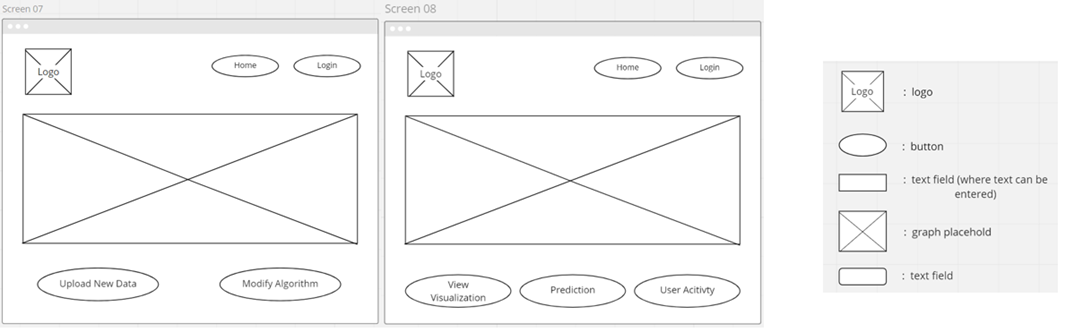 Screen 07
Logo
Home
Login
Upload New Data
Modify Algorithm
Screen 08
Logo
Home
Login
View
Visualization
Prediction
User Acitivty
Logo
: logo
: button
: text field (where text can be
entered)
: graph placehold
: text field